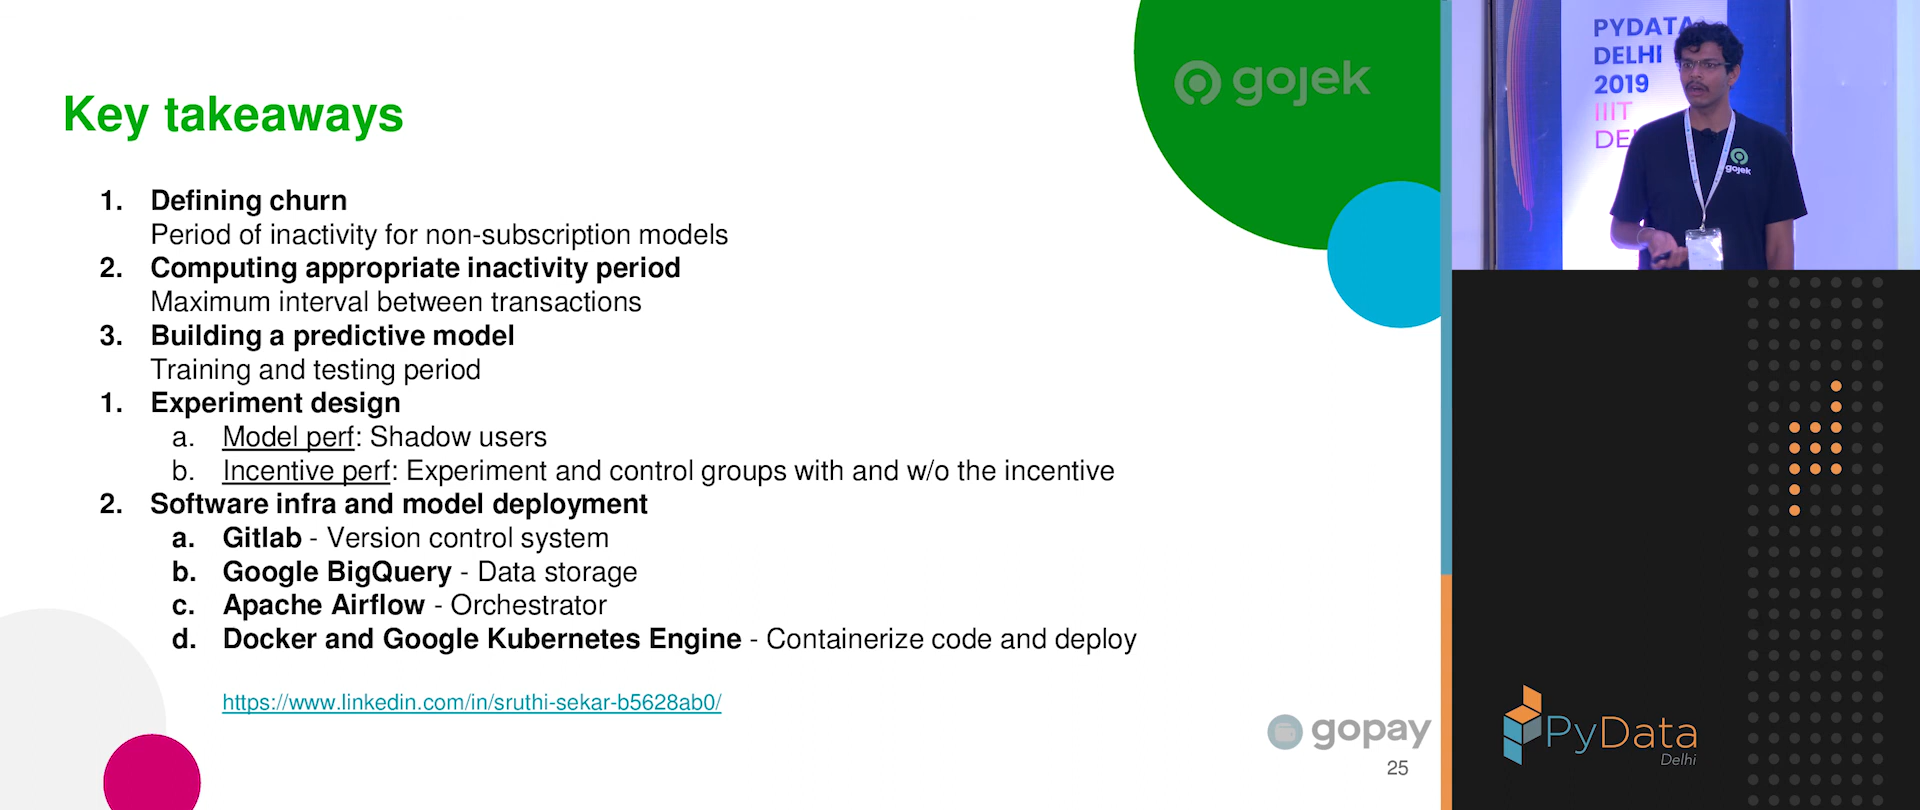 gojek
Key takeaways
1. Defining churn
Period of inactivity for non-subscription models
2. Computing appropriate inactivity period
Maximum interval between transactions
3. Building a predictive model
Training and testing period
1. Experiment design
a. Model perf: Shadow users
b. Incentive perf: Experiment and control groups with and w/o the incentive
2. Software infra and model deployment
a. Gitlab - Version control system
b. Google BigQuery - Data storage
c. Apache Airflow - Orchestrator
d. Docker and Google Kubernetes Engine - Containerize code and deploy
https://www.linkedin.com/in/sruthi-sekar-b5628ab0/
gopay
25
PYDATA
DELHI
2019
IIIT
DE
gojek
PyData
Delhi